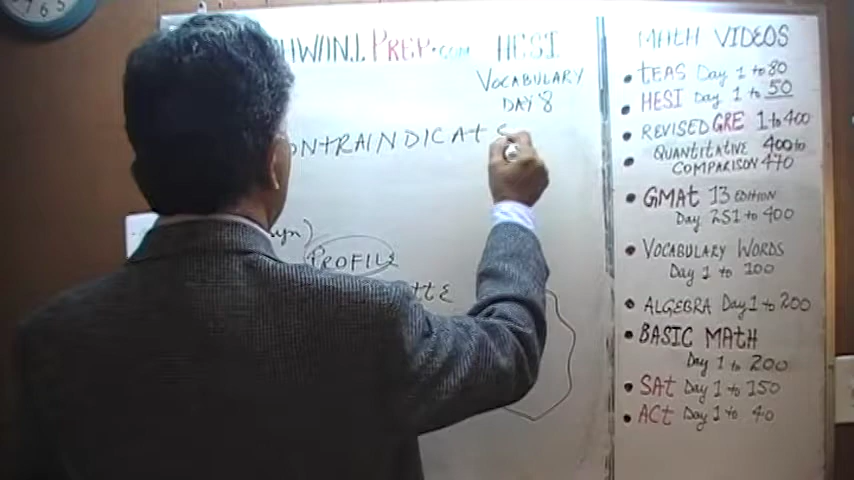 HWIN.I. PREP.COM HESI
VOCABULARY
DAY 8
ONTRAINDICATE
(syn)
PROFILE
MATH VIDEOS
• TEAS Day 1 to 80
• HESI Day 1 to 50
• REVISED GRE 1 to 400
• QUANTITATIVE 400 to
COMPARISON 470
• GMAT 13 EDITION
Day 251 to 400
• VOCABULARY WORDS
Day 1 to 100
• ALGEBRA Day 1 to 200
• BASIC MATH
Day 1 to 200
• SAT Day 1 to 150
• ACT Day 1 to 40